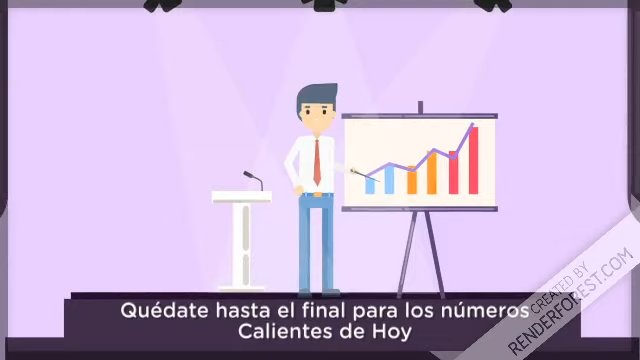 Quédate hasta el final para los números
Calientes de Hoy
CREATED BY
RENDERFOREST.COM